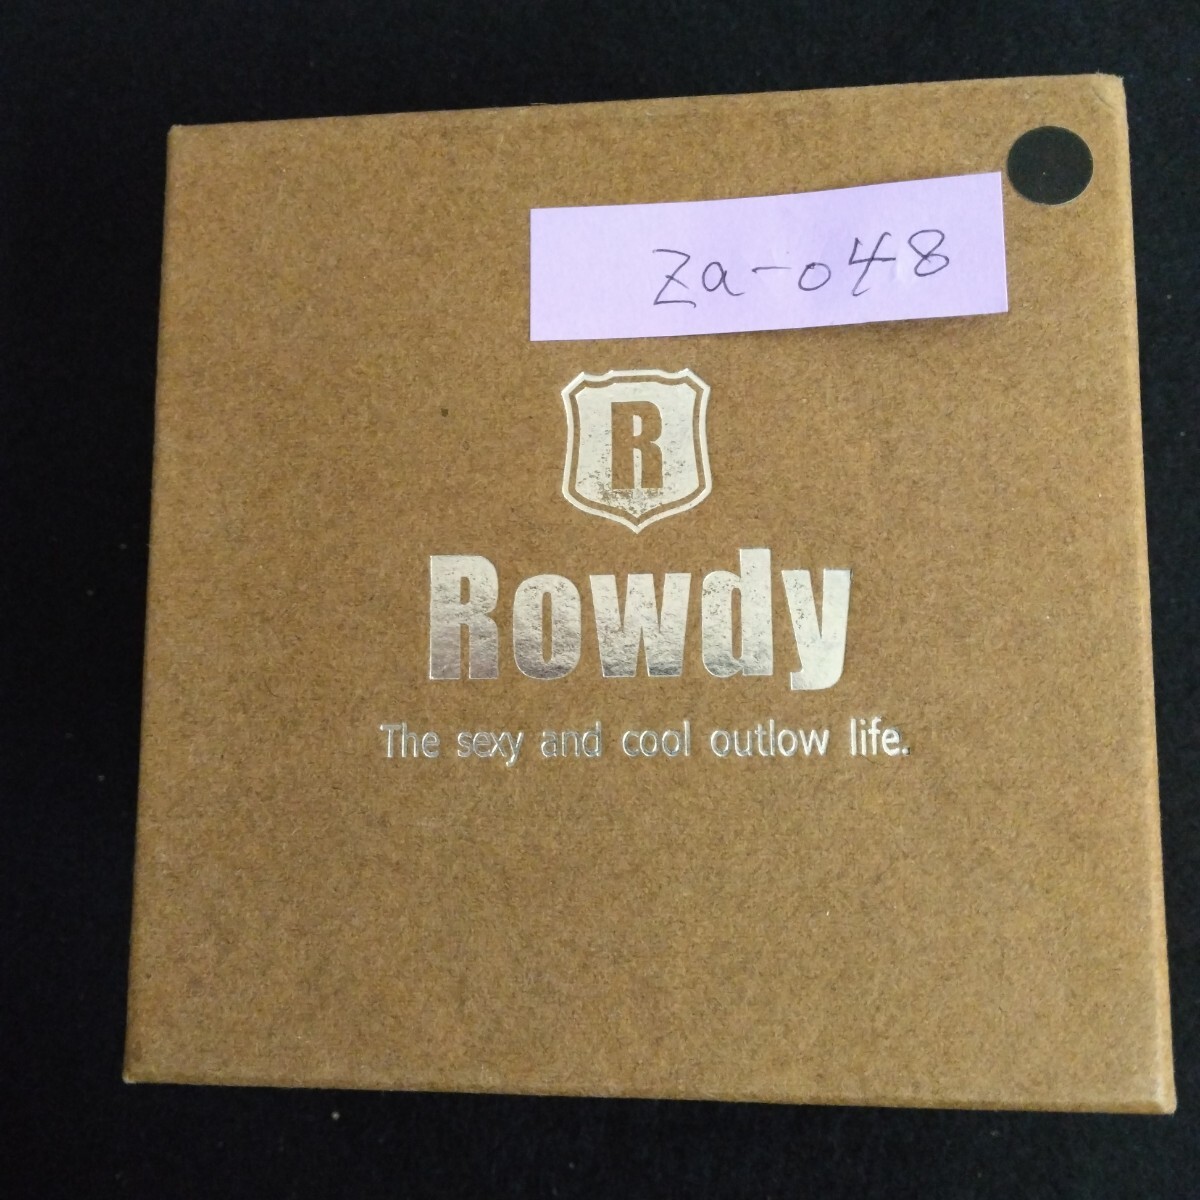 za-048
R
Rowdy
The sexy and cool outlow life.